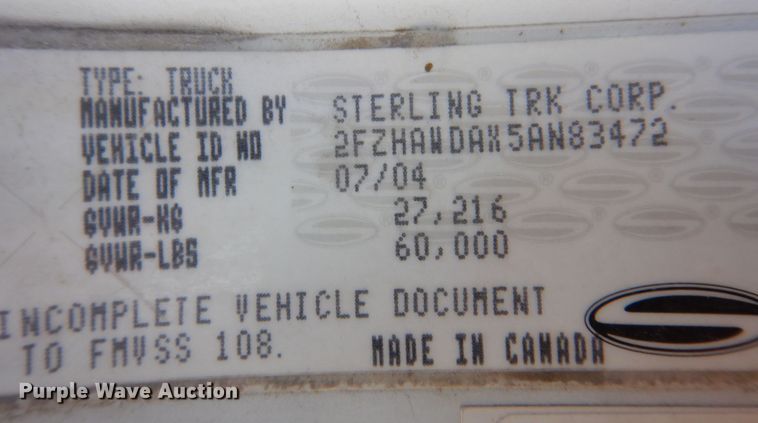 TYPE: TRUCK
MANUFACTURED BY STERLING TRK CORP.
VEHICLE ID NO 2FZHAWDAX5AN83472
DATE OF MFR 07/04
GVWR-KG 27,216
GVWR-LBS 60,000
INCOMPLETE VEHICLE DOCUMENT
TO FMVSS 108. MADE IN CANADA
Purple Wave Auction